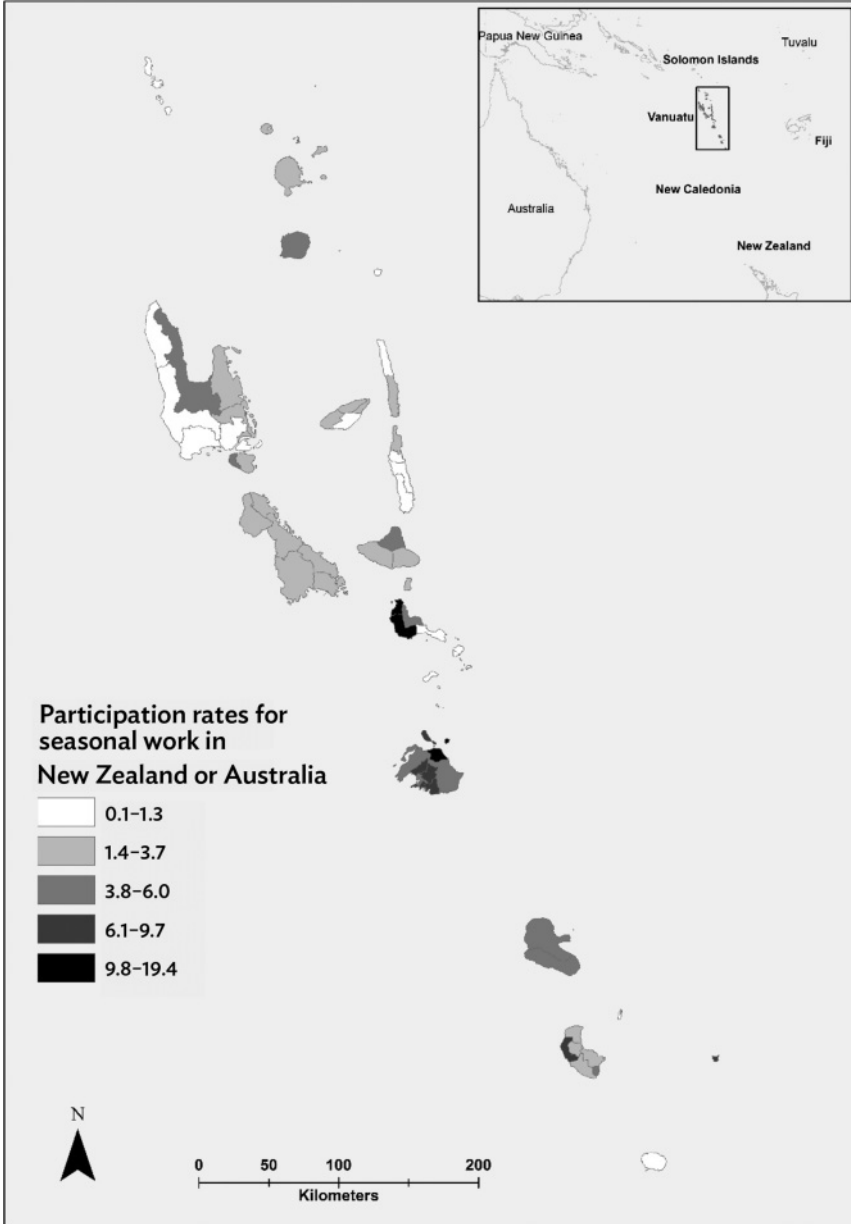 Papua New Guinea
Tuvalu
Solomon Islands
Vanuatu
Fiji
New Caledonia
Australia
New Zealand
Participation rates for
seasonal work in
New Zealand or Australia
0.1–1.3
1.4–3.7
3.8–6.0
6.1–9.7
9.8–19.4
N
0 50 100 200
Kilometers